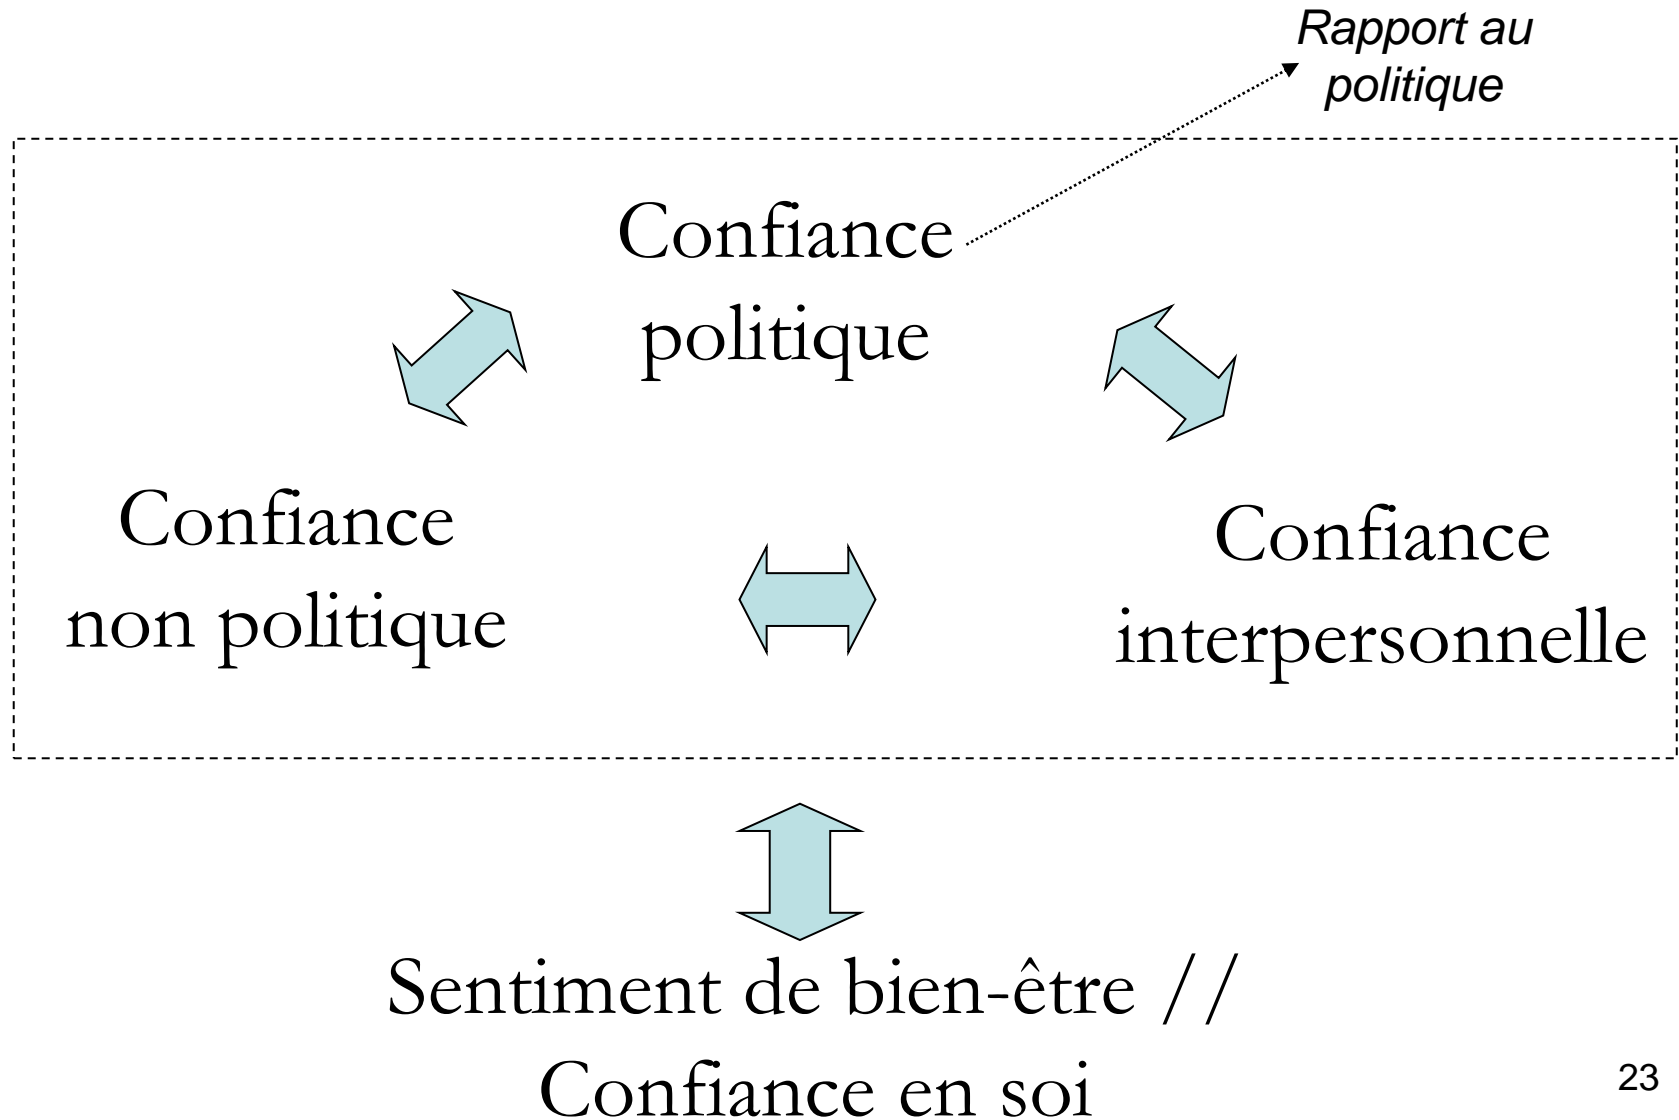 Rapport au
politique
Confiance
politique
Confiance
non politique
Confiance
interpersonnelle
Sentiment de bien-être //
Confiance en soi
23